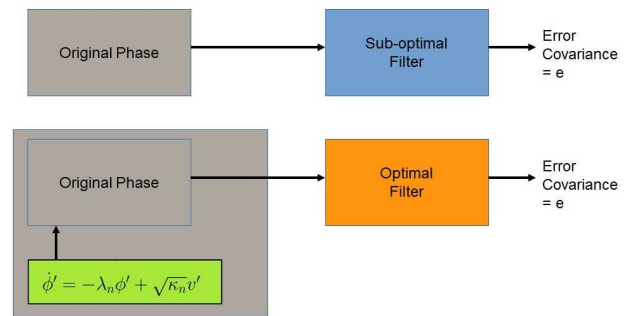 Original Phase
Sub-optimal
Filter
Error
Covariance
= e
Original Phase
Optimal
Filter
Error
Covariance
= e
$\dot{\phi}' = -\lambda_n \phi' + \sqrt{\kappa_n} v'$